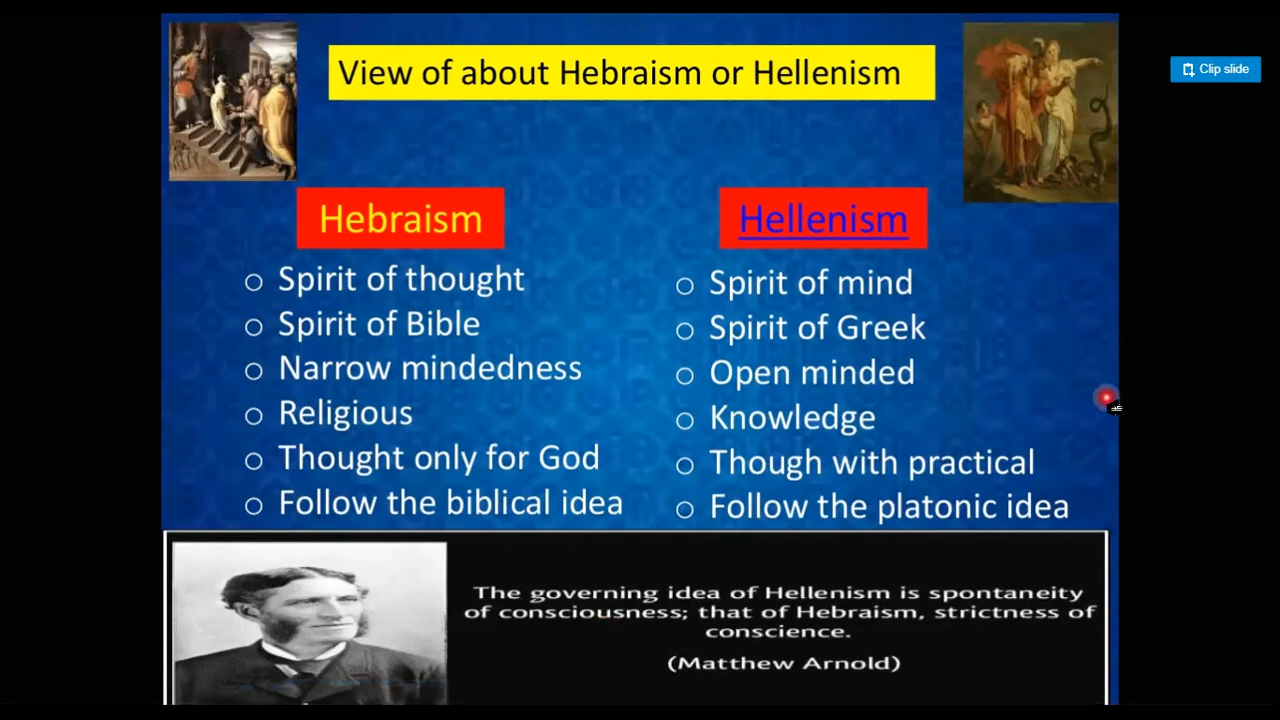 View of about Hebraism or Hellenism
Clip slide
Hebraism
Spirit of thought
Spirit of Bible
Narrow mindedness
Religious
Thought only for God
Follow the biblical idea
Hellenism
Spirit of mind
Spirit of Greek
Open minded
Knowledge
Though with practical
Follow the platonic idea
The governing idea of Hellenism is spontaneity
of consciousness; that of Hebraism, strictness of
conscience.
(Matthew Arnold)